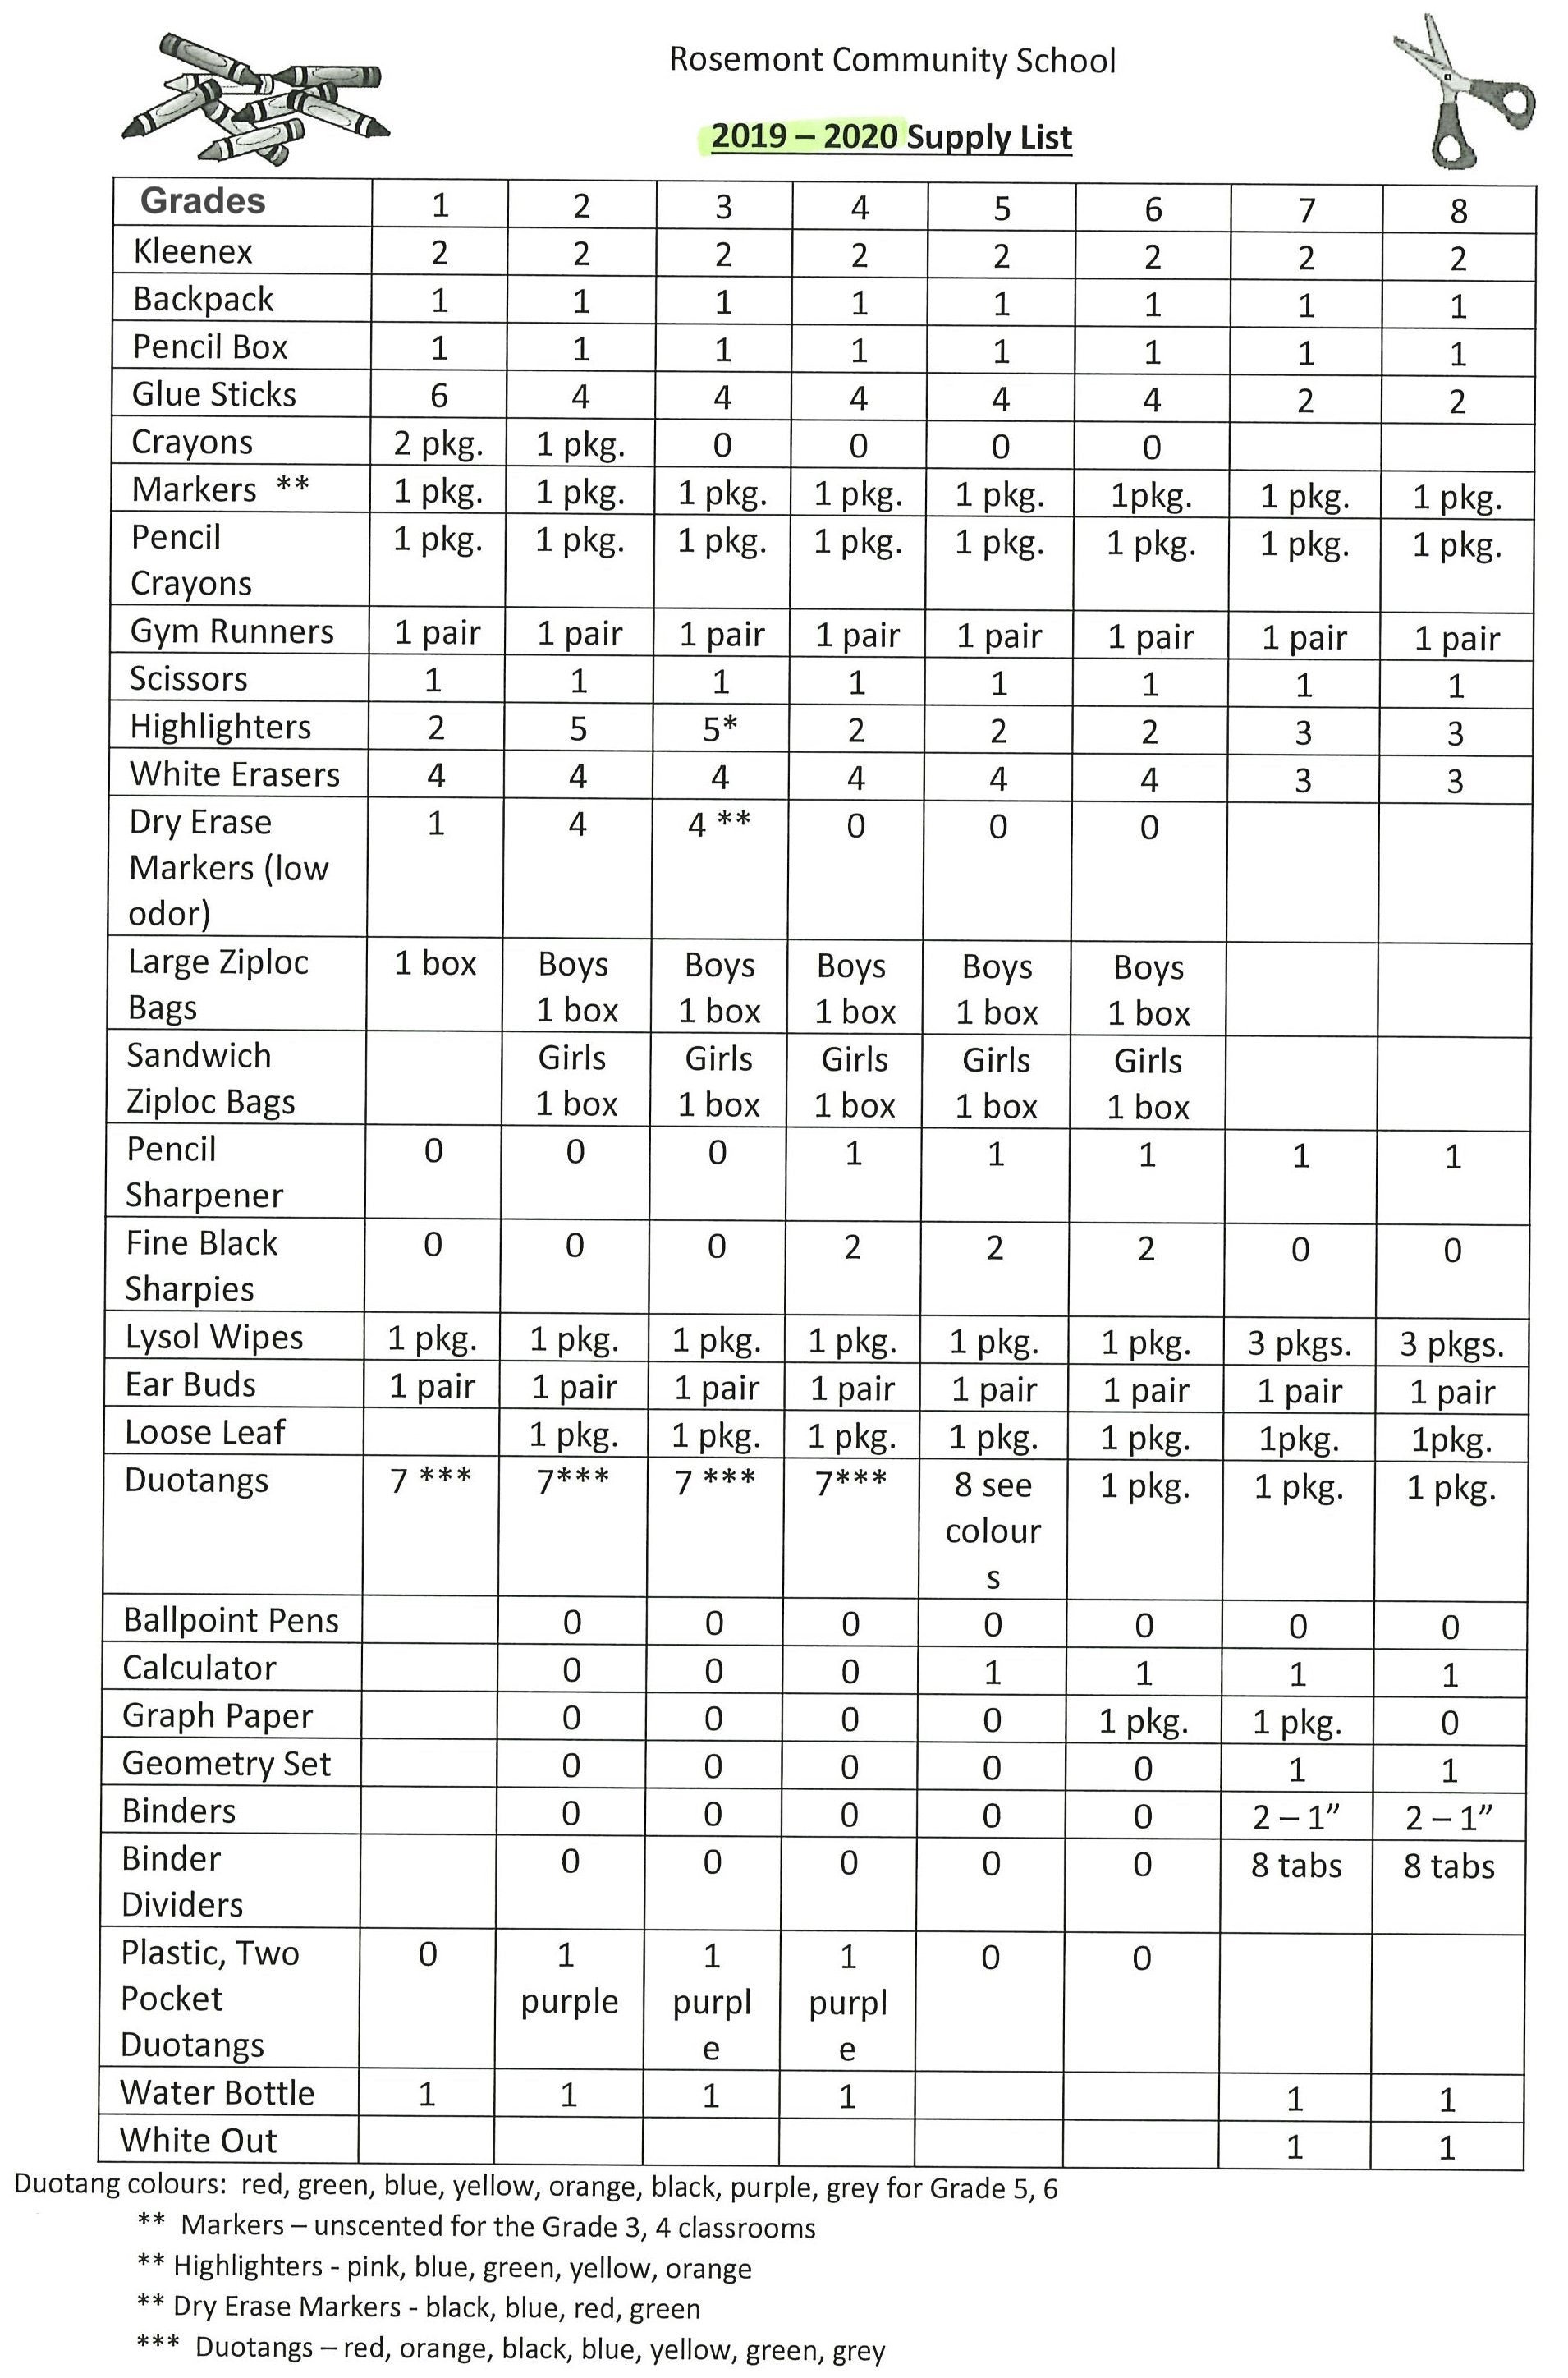 Rosemont Community School
2019 – 2020 Supply List
Grades 1 2 3 4 5 6 7 8
Kleenex 2 2 2 2 2 2 2 2
Backpack 1 1 1 1 1 1 1 1
Pencil Box 1 1 1 1 1 1 1 1
Glue Sticks 6 4 4 4 4 4 2 2
Crayons 2 pkg. 1 pkg. 0 0 0 0
Markers ** 1 pkg. 1 pkg. 1 pkg. 1 pkg. 1 pkg. 1pkg. 1 pkg. 1 pkg.
Pencil 1 pkg. 1 pkg. 1 pkg. 1 pkg. 1 pkg. 1 pkg. 1 pkg. 1 pkg.
Crayons
Gym Runners 1 pair 1 pair 1 pair 1 pair 1 pair 1 pair 1 pair 1 pair
Scissors 1 1 1 1 1 1 1 1
Highlighters 2 5 5* 2 2 2 3 3
White Erasers 4 4 4 4 4 4 3 3
Dry Erase 1 4 4 ** 0 0 0
Markers (low
odor)
Large Ziploc 1 box Boys Boys Boys Boys Boys
Bags 1 box 1 box 1 box 1 box 1 box
Sandwich Girls Girls Girls Girls Girls
Ziploc Bags 1 box 1 box 1 box 1 box 1 box
Pencil 0 0 0 1 1 1 1 1
Sharpener
Fine Black 0 0 0 2 2 2 0 0
Sharpies
Lysol Wipes 1 pkg. 1 pkg. 1 pkg. 1 pkg. 1 pkg. 1 pkg. 3 pkgs. 3 pkgs.
Ear Buds 1 pair 1 pair 1 pair 1 pair 1 pair 1 pair 1 pair 1 pair
Loose Leaf 1 pkg. 1 pkg. 1 pkg. 1 pkg. 1 pkg. 1pkg. 1pkg.
Duotangs 7 *** 7*** 7 *** 7*** 8 see 1 pkg. 1 pkg. 1 pkg.
colour
s
Ballpoint Pens 0 0 0 0 0 0 0
Calculator 0 0 0 1 1 1 1
Graph Paper 0 0 0 0 1 pkg. 1 pkg. 0
Geometry Set 0 0 0 0 0 1 1
Binders 0 0 0 0 0 2 – 1” 2 – 1”
Binder 0 0 0 0 0 8 tabs 8 tabs
Dividers
Plastic, Two 0 1 1 1 0 0
Pocket purple purpl purpl
Duotangs e e
Water Bottle 1 1 1 1 1 1
White Out 1 1
Duotang colours: red, green, blue, yellow, orange, black, purple, grey for Grade 5, 6
** Markers – unscented for the Grade 3, 4 classrooms
** Highlighters - pink, blue, green, yellow, orange
** Dry Erase Markers - black, blue, red, green
*** Duotangs – red, orange, black, blue, yellow, green, grey